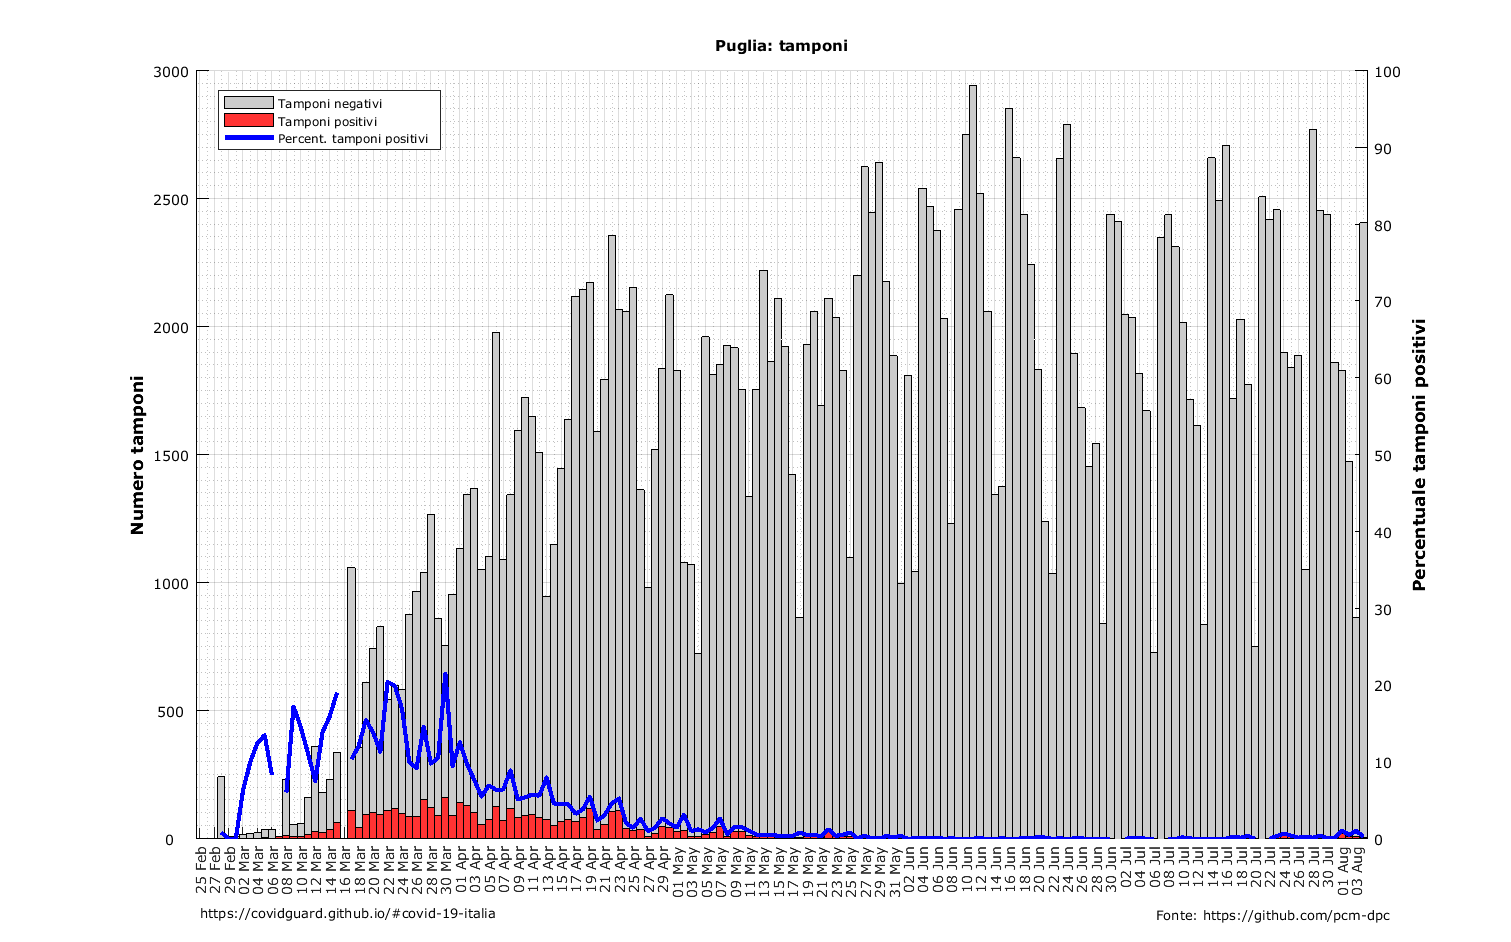 Puglia: tamponi
3000
2500
2000
1500
1000
500
0
Numero tamponi
Tamponi negativi
Tamponi positivi
Percent. tamponi positivi
100
90
80
70
60
50
40
30
20
10
0
Percentuale tamponi positivi
25 Feb
27 Feb
29 Feb
02 Mar
04 Mar
06 Mar
08 Mar
10 Mar
12 Mar
14 Mar
16 Mar
18 Mar
20 Mar
22 Mar
24 Mar
26 Mar
28 Mar
30 Mar
01 Apr
03 Apr
05 Apr
07 Apr
09 Apr
11 Apr
13 Apr
15 Apr
17 Apr
19 Apr
21 Apr
23 Apr
25 Apr
27 Apr
29 Apr
01 May
03 May
05 May
07 May
09 May
11 May
13 May
15 May
17 May
19 May
21 May
23 May
25 May
27 May
29 May
31 May
02 Jun
04 Jun
06 Jun
08 Jun
10 Jun
12 Jun
14 Jun
16 Jun
18 Jun
20 Jun
22 Jun
24 Jun
26 Jun
28 Jun
30 Jun
02 Jul
04 Jul
06 Jul
08 Jul
10 Jul
12 Jul
14 Jul
16 Jul
18 Jul
20 Jul
22 Jul
24 Jul
26 Jul
28 Jul
30 Jul
01 Aug
03 Aug
https://covidguard.github.io/#covid-19-italia
Fonte: https://github.com/pcm-dpc